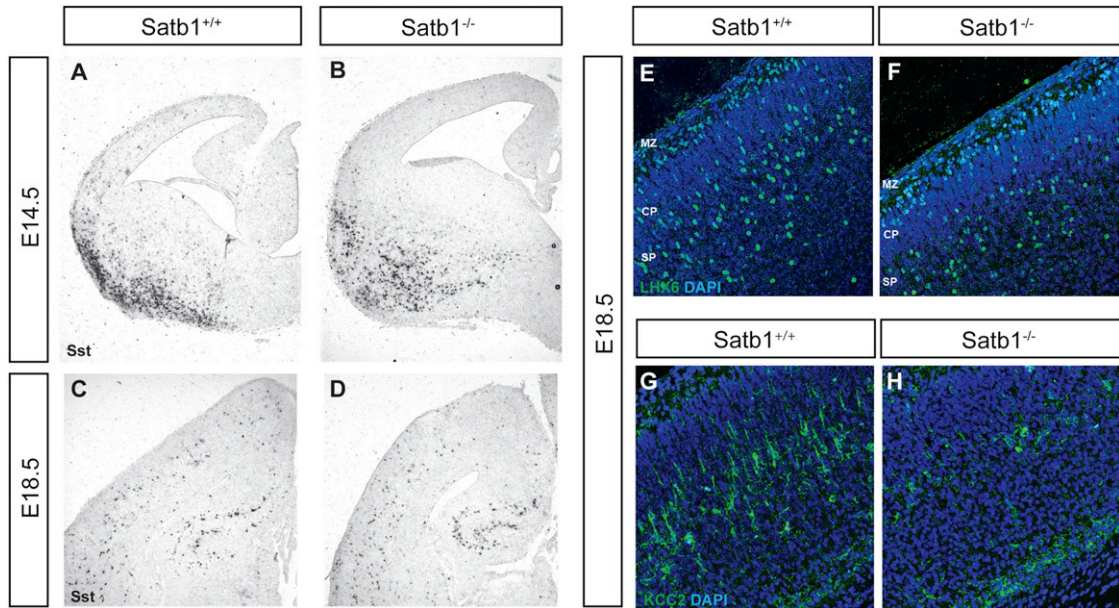 Satb1+/+
Satb1-/-
E14.5
A
B
Sst
E18.5
C
D
Sst
Satb1+/+
Satb1-/-
E18.5
E
F
MZ
CP
SP
MZ
CP
SP
LHX6 DAPI
Satb1+/+
Satb1-/-
G
H
KCC2 DAPI